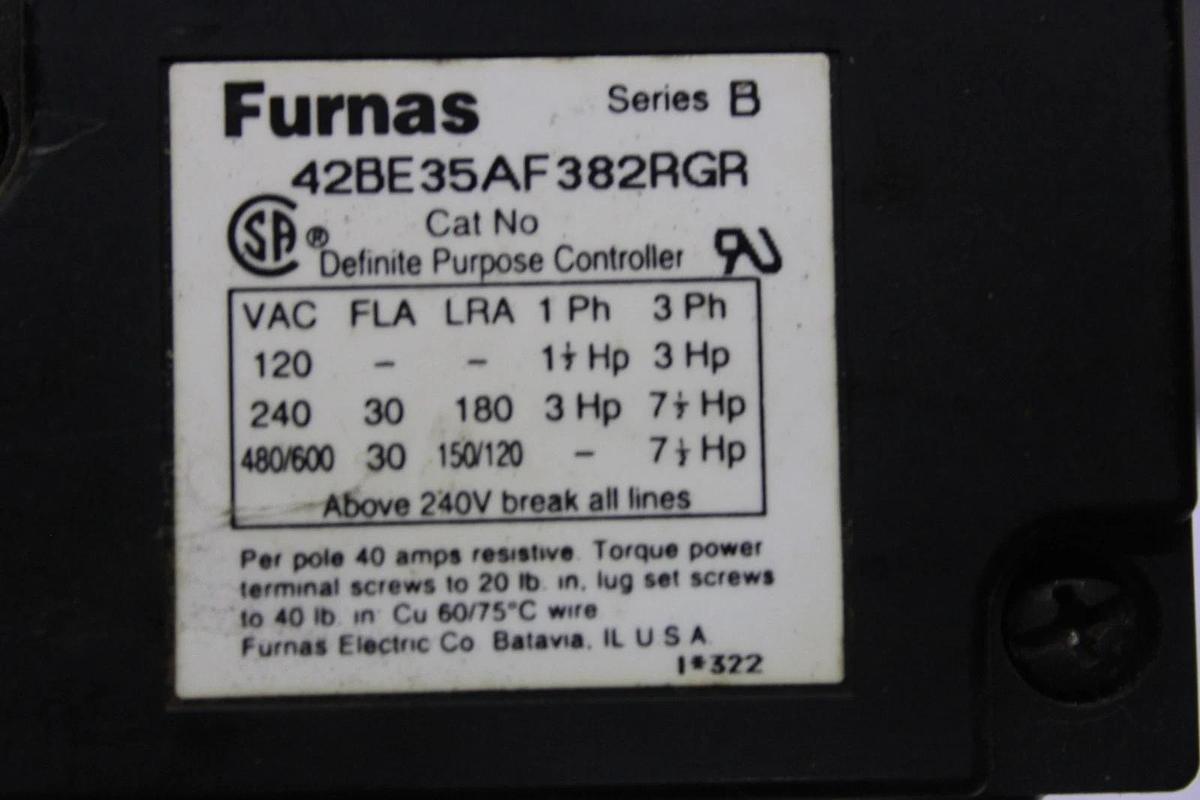 Furnas Series B
42BE35AF382RGR
Cat No
SA ® Definite Purpose Controller RU
VAC FLA LRA 1 Ph 3 Ph
120 - - 1½ Hp 3 Hp
240 30 180 3 Hp 7½ Hp
480/600 30 150/120 - 7½ Hp
Above 240V break all lines
Per pole 40 amps resistive. Torque power
terminal screws to 20 lb. in, lug set screws
to 40 lb. in. Cu 60/75°C wire
Furnas Electric Co Batavia, IL U S A
1*322